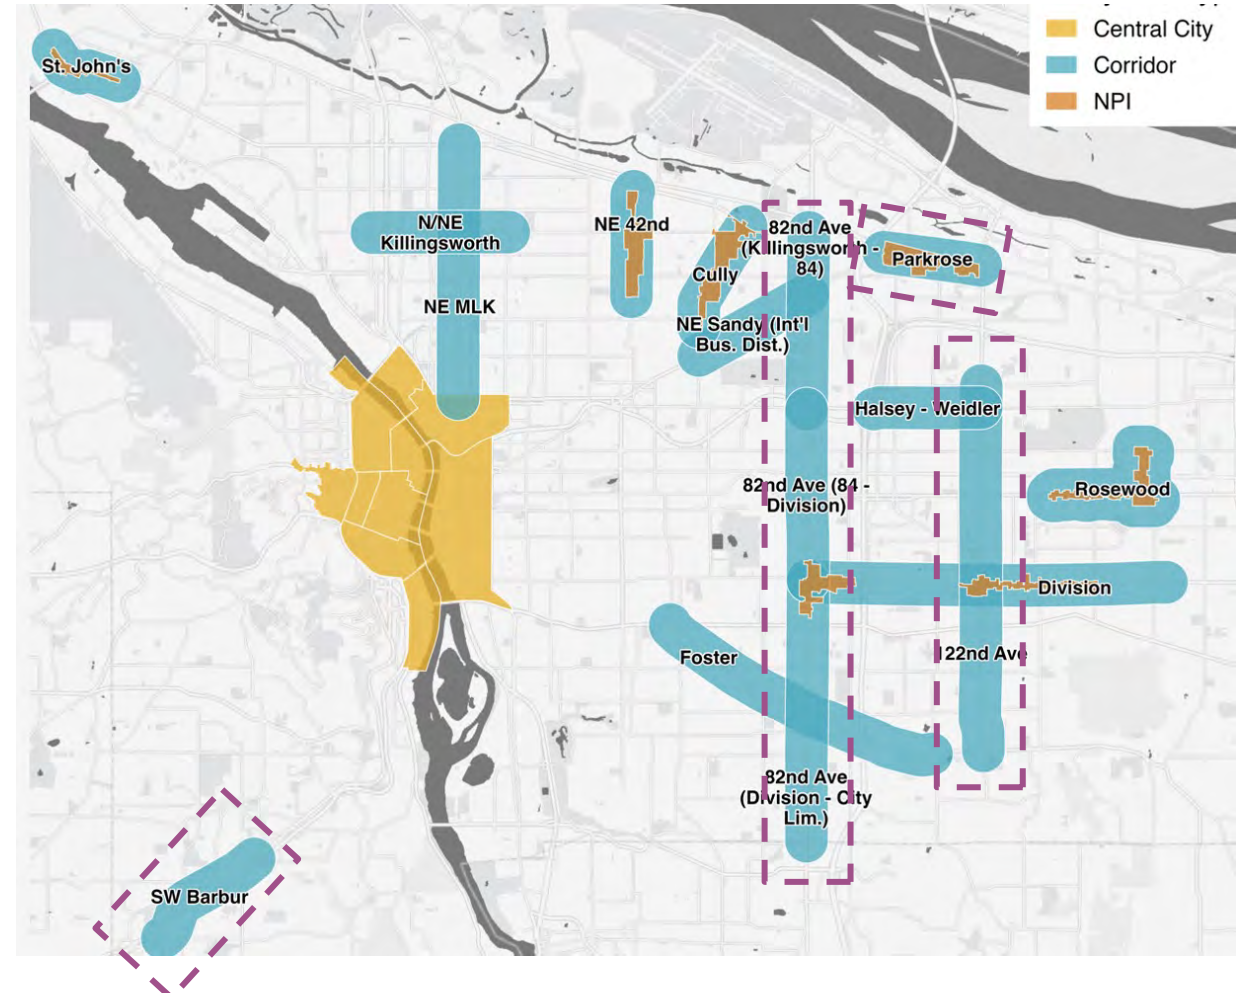 Central City
Corridor
NPI
St. John's
N/NE
Killingsworth
NE MLK
NE 42nd
Cully
NE Sandy (Int'l
Bus. Dist.)
82nd Ave
(Killingsworth -
84)
Parkrose
Halsey - Weidler
82nd Ave (84 -
Division)
Rosewood
Division
122nd Ave
Foster
82nd Ave
(Division - City
Lim.)
SW Barbur